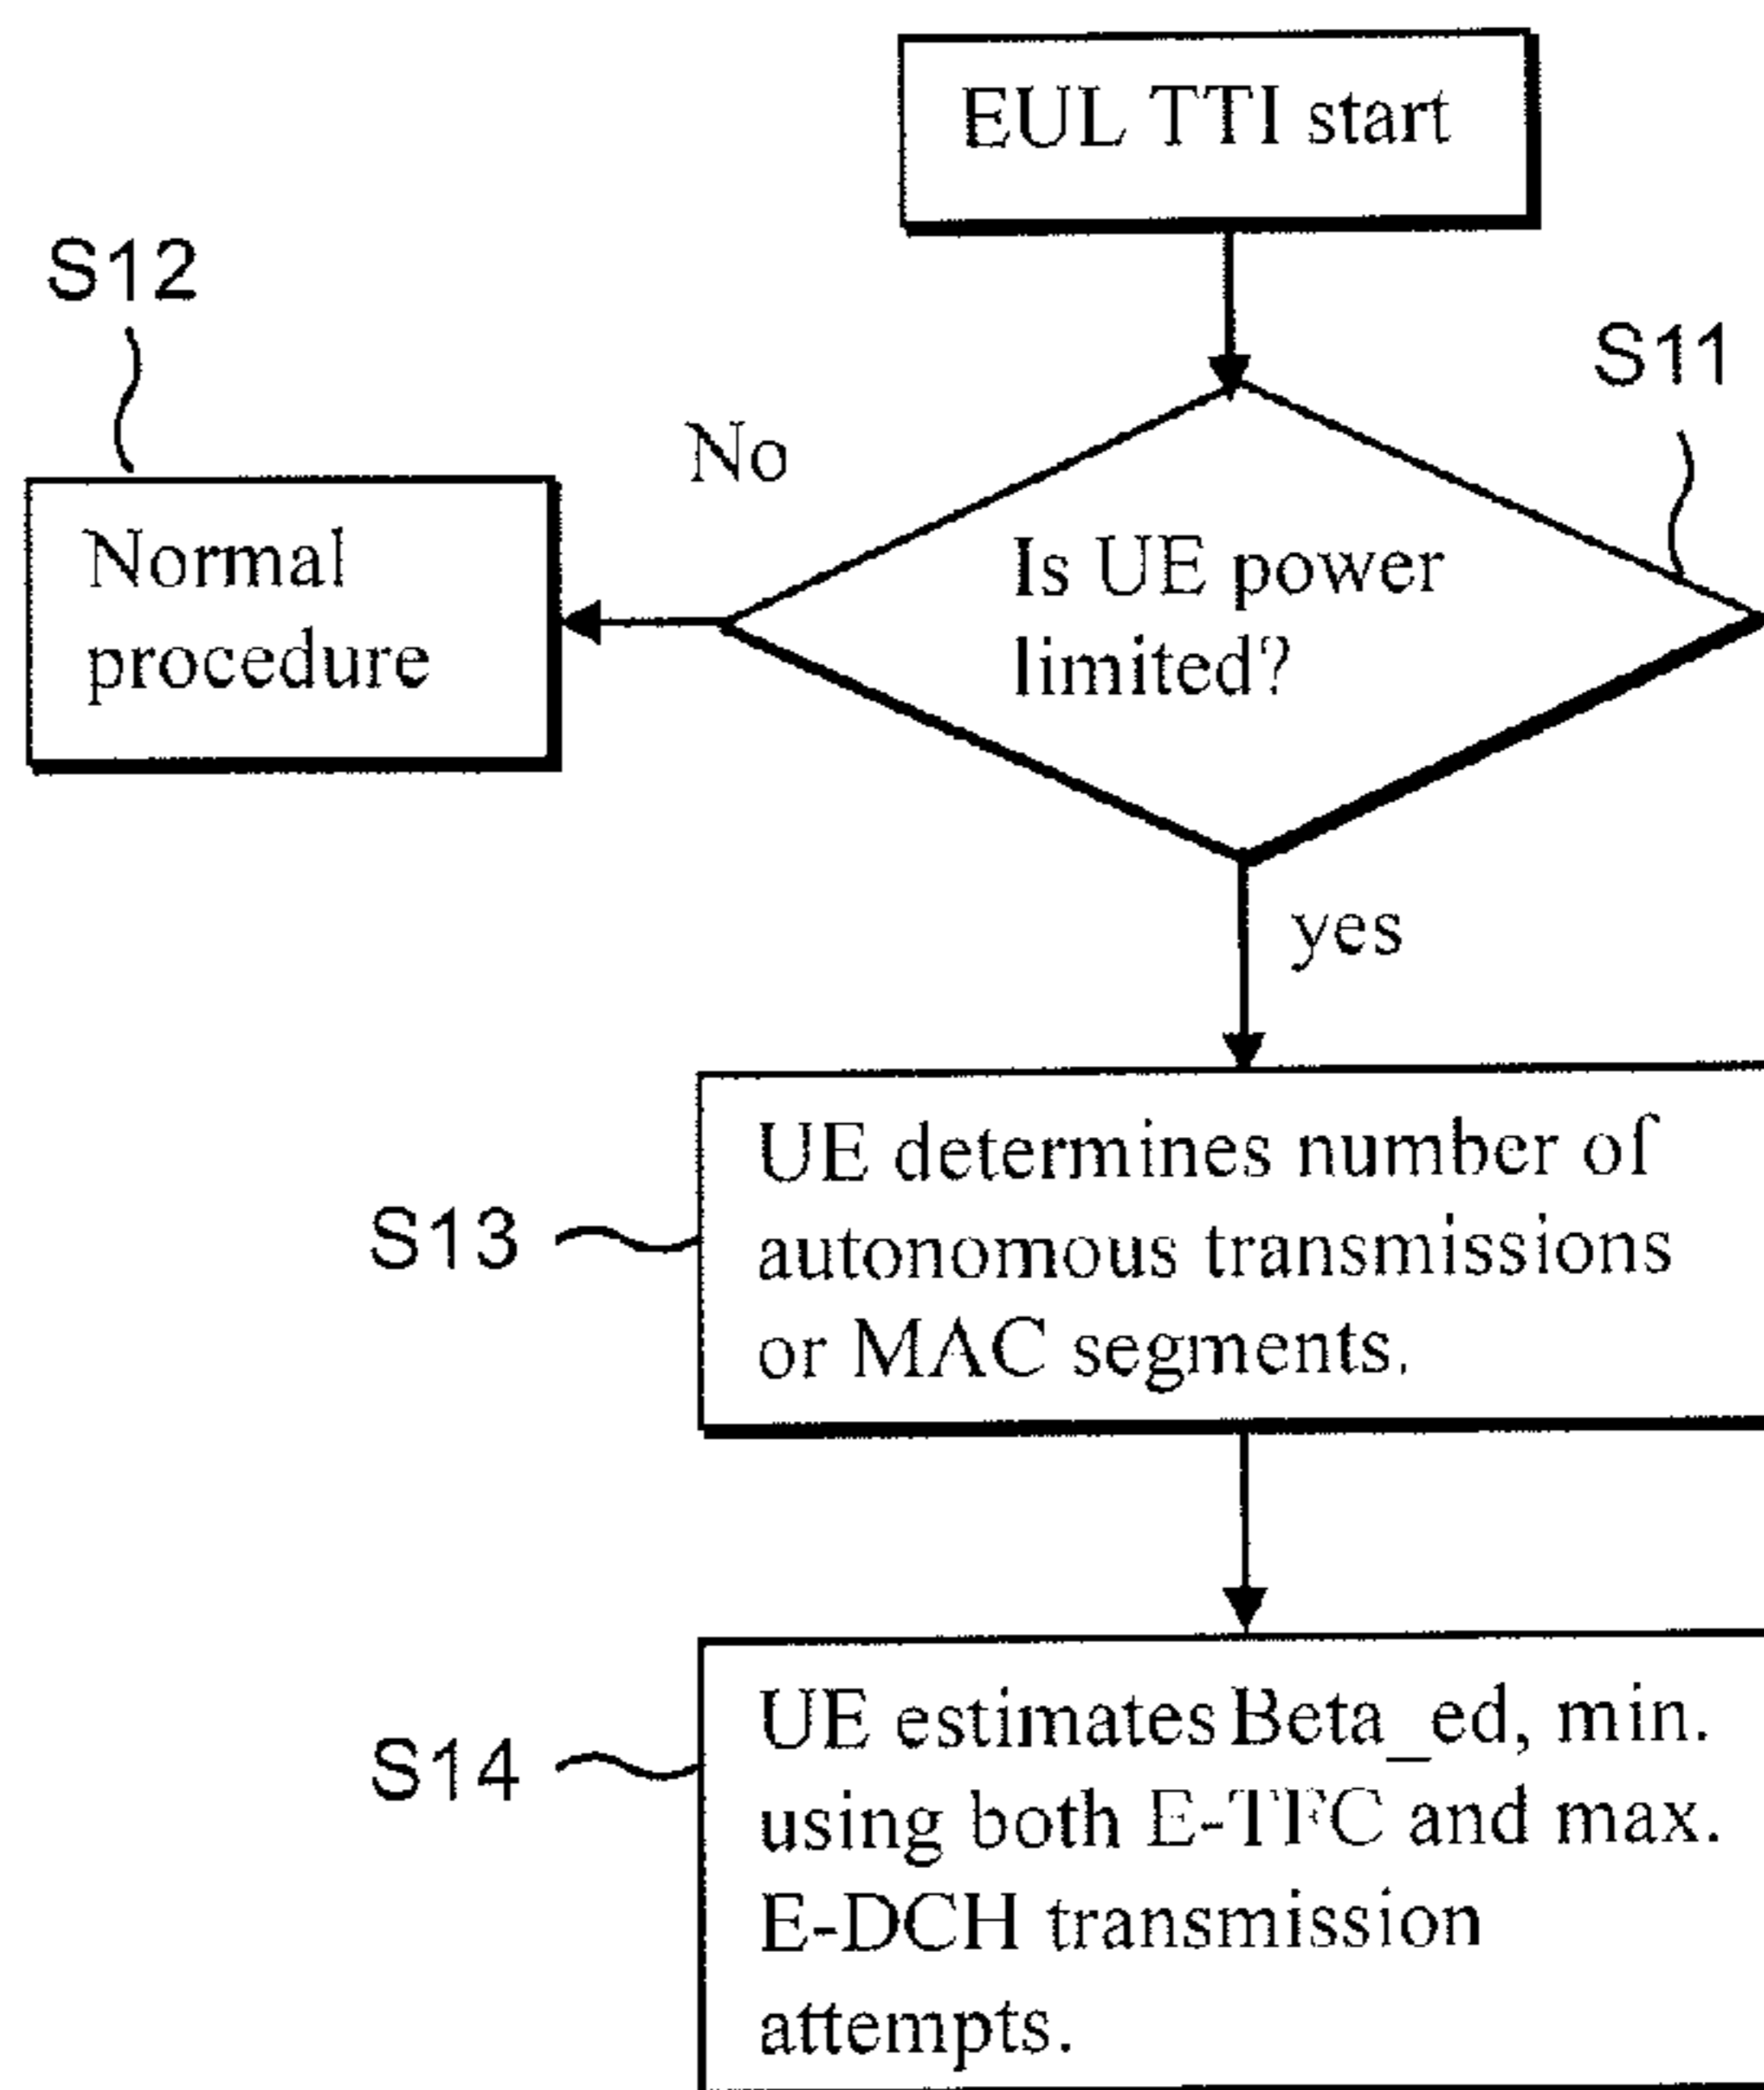 EUL TTI start
S12
S11
No
Is UE power
limited?
Normal
procedure
yes
UE determines number of
autonomous transmissions
or MAC segments.
S13
UE estimates Beta_ed, min.
using both E-TFC and max.
E-DCH transmission
attempts.
S14